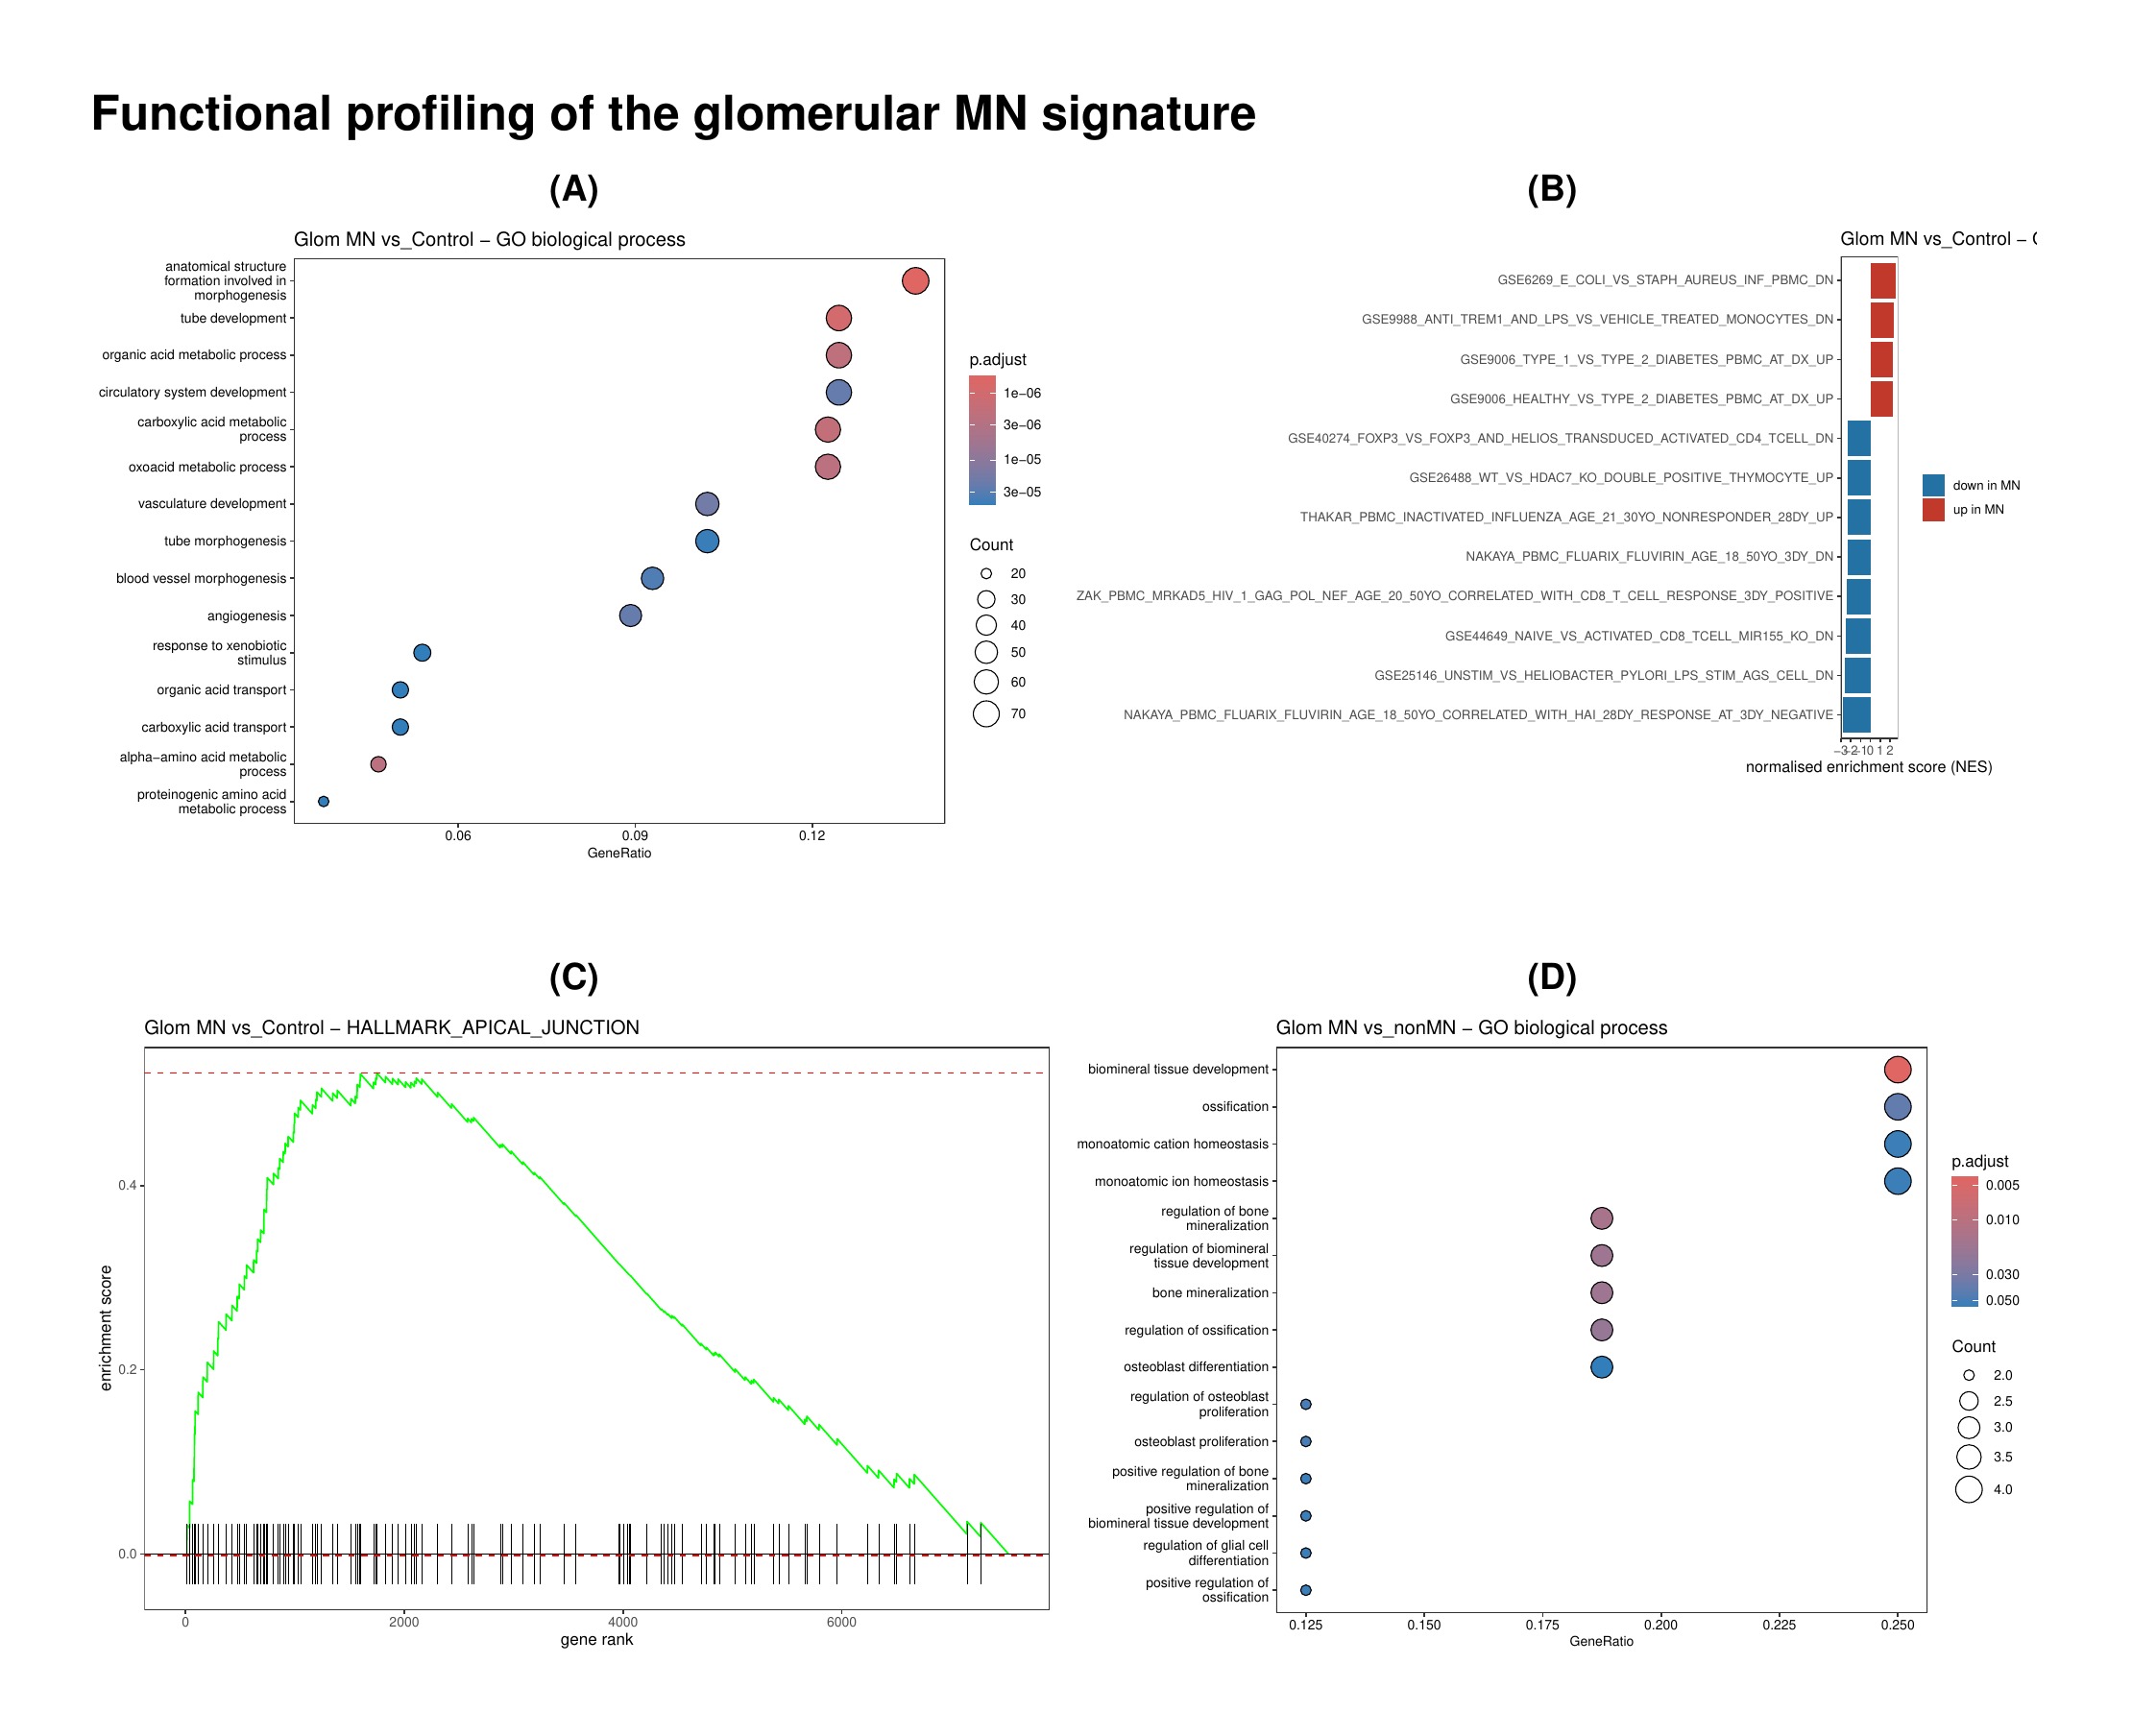 Functional profiling of the glomerular MN signature
(A)
Glom MN vs_Control – GO biological process
anatomical structure
formation involved in
morphogenesis
tube development
organic acid metabolic process
circulatory system development
carboxylic acid metabolic
process
oxoacid metabolic process
vasculature development
tube morphogenesis
blood vessel morphogenesis
angiogenesis
response to xenobiotic
stimulus
organic acid transport
carboxylic acid transport
alpha−amino acid metabolic
process
proteinogenic amino acid
metabolic process
0.06 0.09 0.12
GeneRatio
p.adjust
1e−06
3e−06
1e−05
3e−05
Count
20
30
40
50
60
70
(B)
Glom MN vs_Control –
GSE6269_E_COLI_VS_STAPH_AUREUS_INF_PBMC_DN
GSE9988_ANTI_TREM1_AND_LPS_VS_VEHICLE_TREATED_MONOCYTES_DN
GSE9006_TYPE_1_VS_TYPE_2_DIABETES_PBMC_AT_DX_UP
GSE9006_HEALTHY_VS_TYPE_2_DIABETES_PBMC_AT_DX_UP
GSE40274_FOXP3_VS_FOXP3_AND_HELIOS_TRANSDUCED_ACTIVATED_CD4_TCELL_DN
GSE26488_WT_VS_HDAC7_KO_DOUBLE_POSITIVE_THYMOCYTE_UP
THAKAR_PBMC_INACTIVATED_INFLUENZA_AGE_21_30YO_NONRESPONDER_28DY_UP
NAKAYA_PBMC_FLUARIX_FLUVIRIN_AGE_18_50YO_3DY_DN
ZAK_PBMC_MRKAD5_HIV_1_GAG_POL_NEF_AGE_20_50YO_CORRELATED_WITH_CD8_T_CELL_RESPONSE_3DY_POSITIVE
GSE44649_NAIVE_VS_ACTIVATED_CD8_TCELL_MIR155_KO_DN
GSE25146_UNSTIM_VS_HELIOBACTER_PYLORI_LPS_STIM_AGS_CELL_DN
NAKAYA_PBMC_FLUARIX_FLUVIRIN_AGE_18_50YO_CORRELATED_WITH_HAI_28DY_RESPONSE_AT_3DY_NEGATIVE
−3 −2 −1 0 1 2
normalised enrichment score (NES)
down in MN
up in MN
(C)
Glom MN vs_Control – HALLMARK_APICAL_JUNCTION
enrichment score
0.4
0.2
0.0
0 2000 4000 6000
gene rank
(D)
Glom MN vs_nonMN – GO biological process
biomineral tissue development
ossification
monoatomic cation homeostasis
monoatomic ion homeostasis
regulation of bone
mineralization
regulation of biomineral
tissue development
bone mineralization
regulation of ossification
osteoblast differentiation
regulation of osteoblast
proliferation
osteoblast proliferation
positive regulation of bone
mineralization
positive regulation of
biomineral tissue development
regulation of glial cell
differentiation
positive regulation of
ossification
0.125 0.150 0.175 0.200 0.225 0.250
GeneRatio
p.adjust
0.005
0.010
0.030
0.050
Count
2.0
2.5
3.0
3.5
4.0